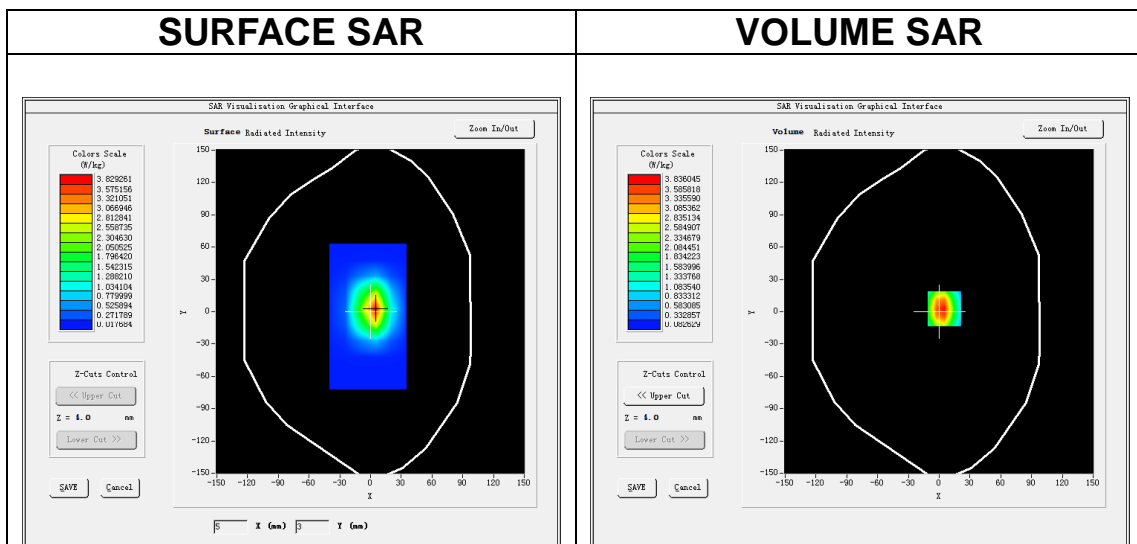 SURFACE SAR
VOLUME SAR
SAR Visualisation Graphical Interface
Surface Radiated Intensity
Zoom In/Out
Colors Scale
(W/kg)
3.829261
3.575156
3.321051
3.066946
2.812841
2.558735
2.304630
2.050525
1.796420
1.542315
1.288210
1.034104
0.779999
0.525894
0.271789
0.017684
150
120
90
60
30
0
-30
-60
-90
-120
-150
Y
-150 -120 -90 -60 -30 0 30 60 90 120 150
X
Z-Cuts Control
<< Upper Cut
Z = 4.0 mm
Lower Cut >>
SAVE Cancel
5 X (mm) 3 Y (mm)
SAR Visualisation Graphical Interface
Volume Radiated Intensity
Zoom In/Out
Colors Scale
(W/kg)
3.836045
3.585818
3.335590
3.085362
2.835134
2.584907
2.334679
2.084451
1.834223
1.583996
1.333768
1.083540
0.833312
0.583085
0.332857
0.082629
150
120
90
60
30
0
-30
-60
-90
-120
-150
Y
-150 -120 -90 -60 -30 0 30 60 90 120 150
X
Z-Cuts Control
<< Upper Cut
Z = 4.0 mm
Lower Cut >>
SAVE Cancel